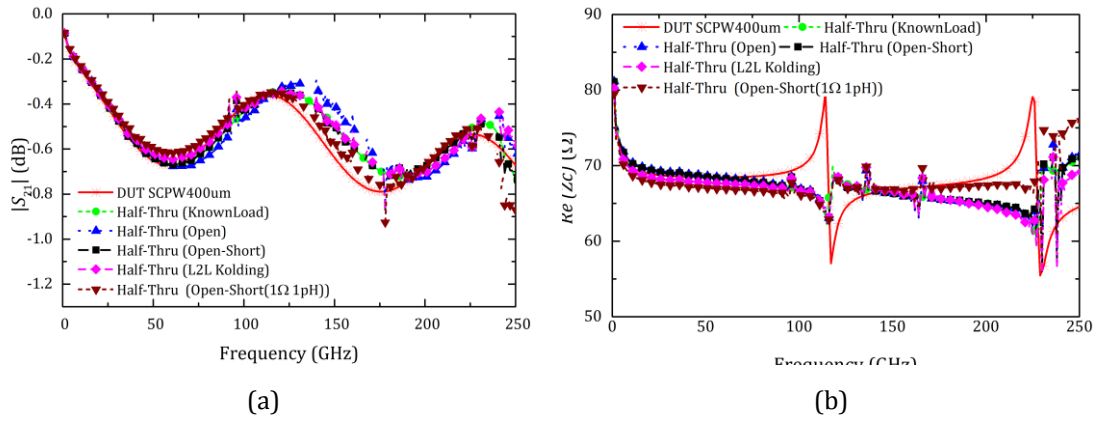 0.0
-0.2
-0.4
-0.6
-0.8
-1.0
-1.2
|S21| (dB)
DUT SCPW400um
Half-Thru (KnownLoad)
Half-Thru (Open)
Half-Thru (Open-Short)
Half-Thru (L2L Kolding)
Half-Thru (Open-Short(1Ω 1pH))
0 50 100 150 200 250
Frequency (GHz)
(a)
90
80
70
60
50
Re (Zc) (Ω)
DUT SCPW400um Half-Thru (KnownLoad)
Half-Thru (Open) Half-Thru (Open-Short)
Half-Thru (L2L Kolding)
Half-Thru (Open-Short(1Ω 1pH))
0 50 100 150 200 250
Frequency (GHz)
(b)